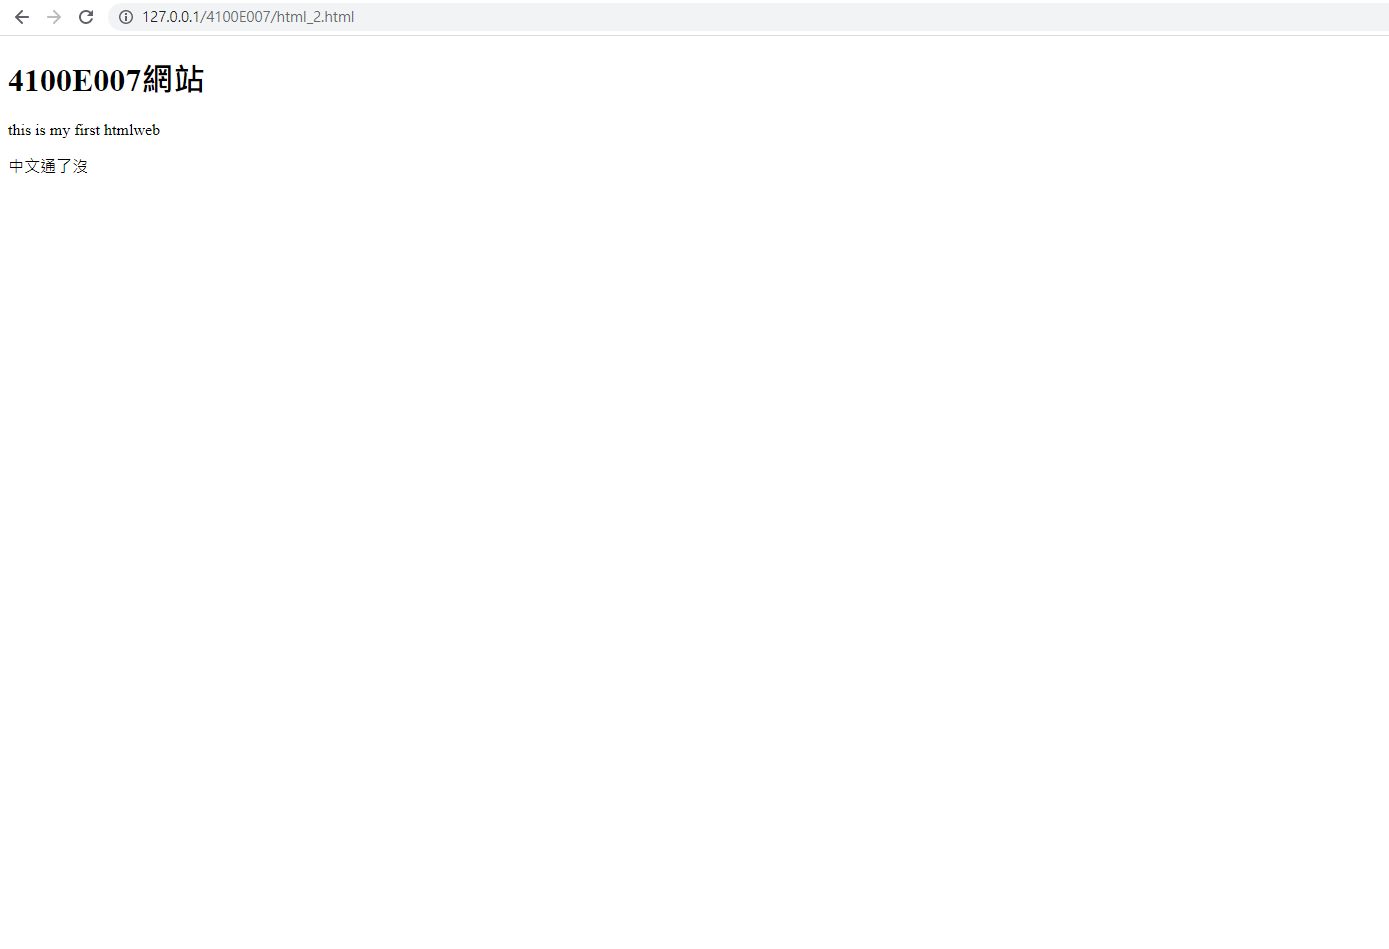 127.0.0.1/4100E007/html_2.html
4100E007網站
this is my first htmlweb
中文通了沒